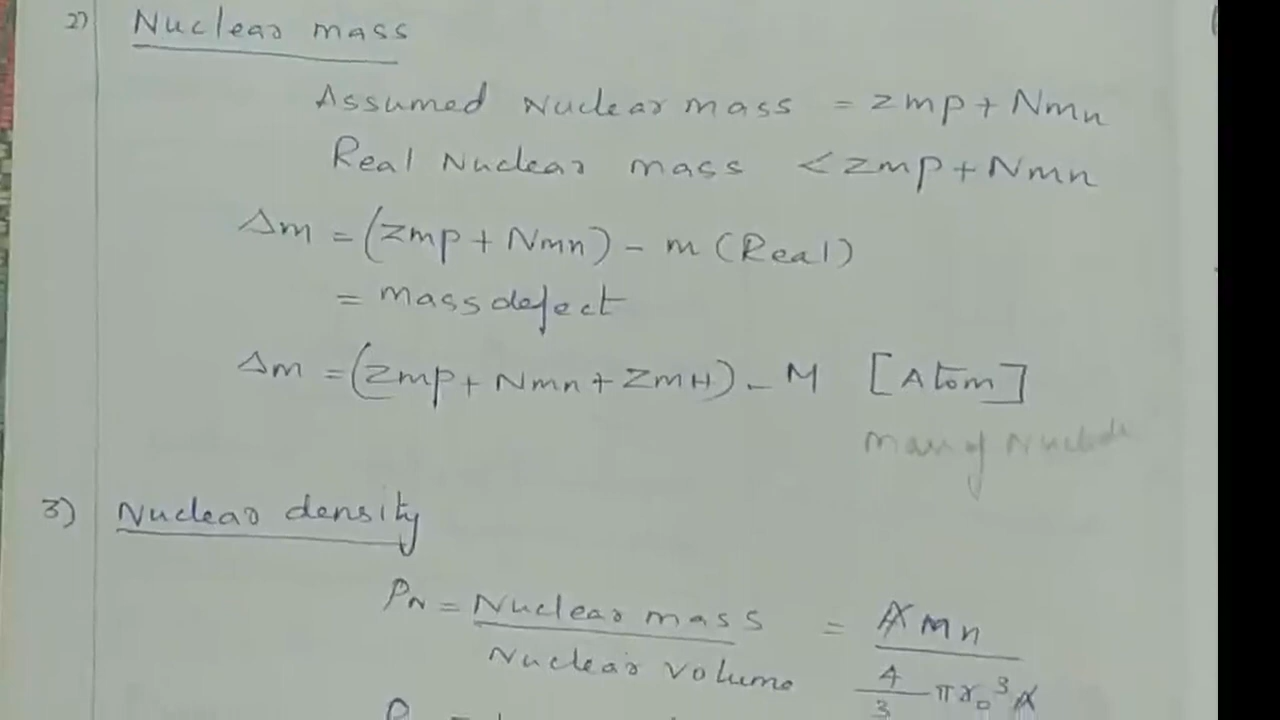 2) Nuclear mass
Assumed Nuclear mass = zmp + Nmn
Real Nuclear mass < zmp + Nmn
Δm = (zmp + Nmn) - m (Real)
= mass defect
Δm = (Zmp + Nmn + ZmH) - M [Atom]
3) Nuclear density
ρN = Nuclear mass / Nuclear volume = A mn / 4/3 πr₀³ A